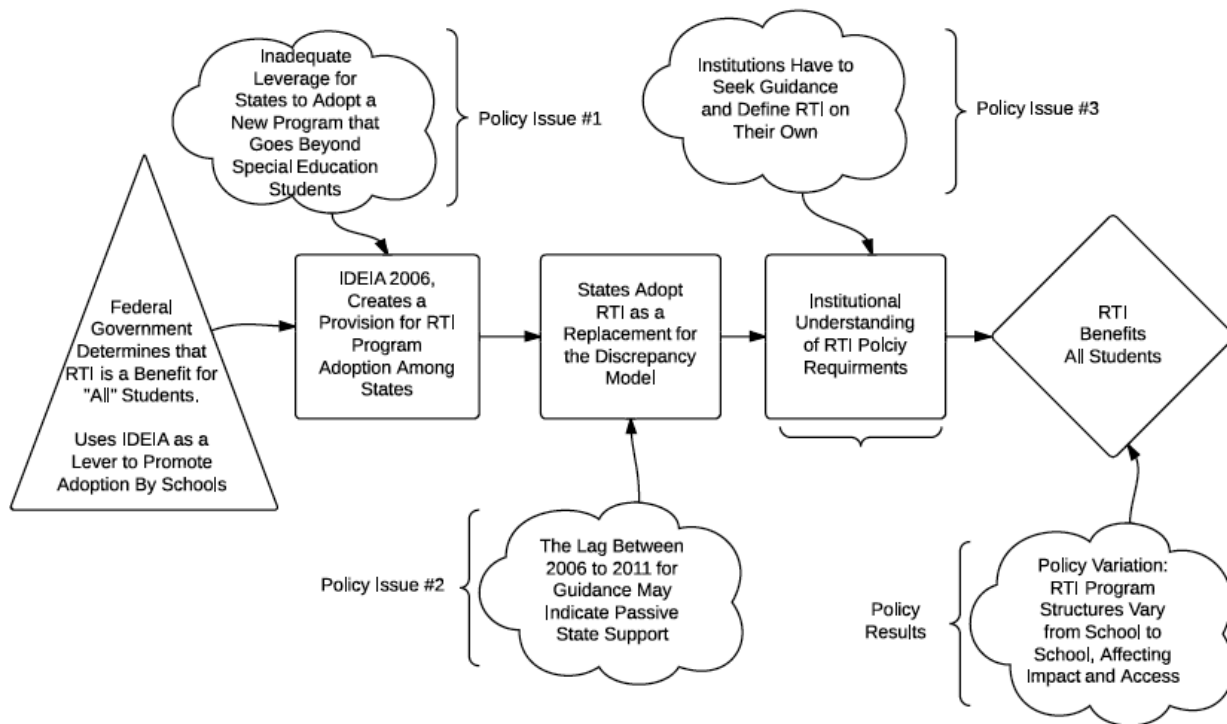 Inadequate
Leverage for
States to Adopt a
New Program that
Goes Beyond
Special Education
Students
Policy Issue #1
Institutions Have to
Seek Guidance
and Define RTI on
Their Own
Policy Issue #3
Federal
Government
Determines that
RTI is a Benefit for
"All" Students.
Uses IDEIA as a
Lever to Promote
Adoption By Schools
IDEIA 2006,
Creates a
Provision for RTI
Program
Adoption Among
States
States Adopt
RTI as a
Replacement for
the Discrepancy
Model
Institutional
Understanding
of RTI Polciy
Requirments
RTI
Benefits
All Students
Policy Issue #2
The Lag Between
2006 to 2011 for
Guidance May
Indicate Passive
State Support
Policy
Results
Policy Variation:
RTI Program
Structures Vary
from School to
School, Affecting
Impact and Access